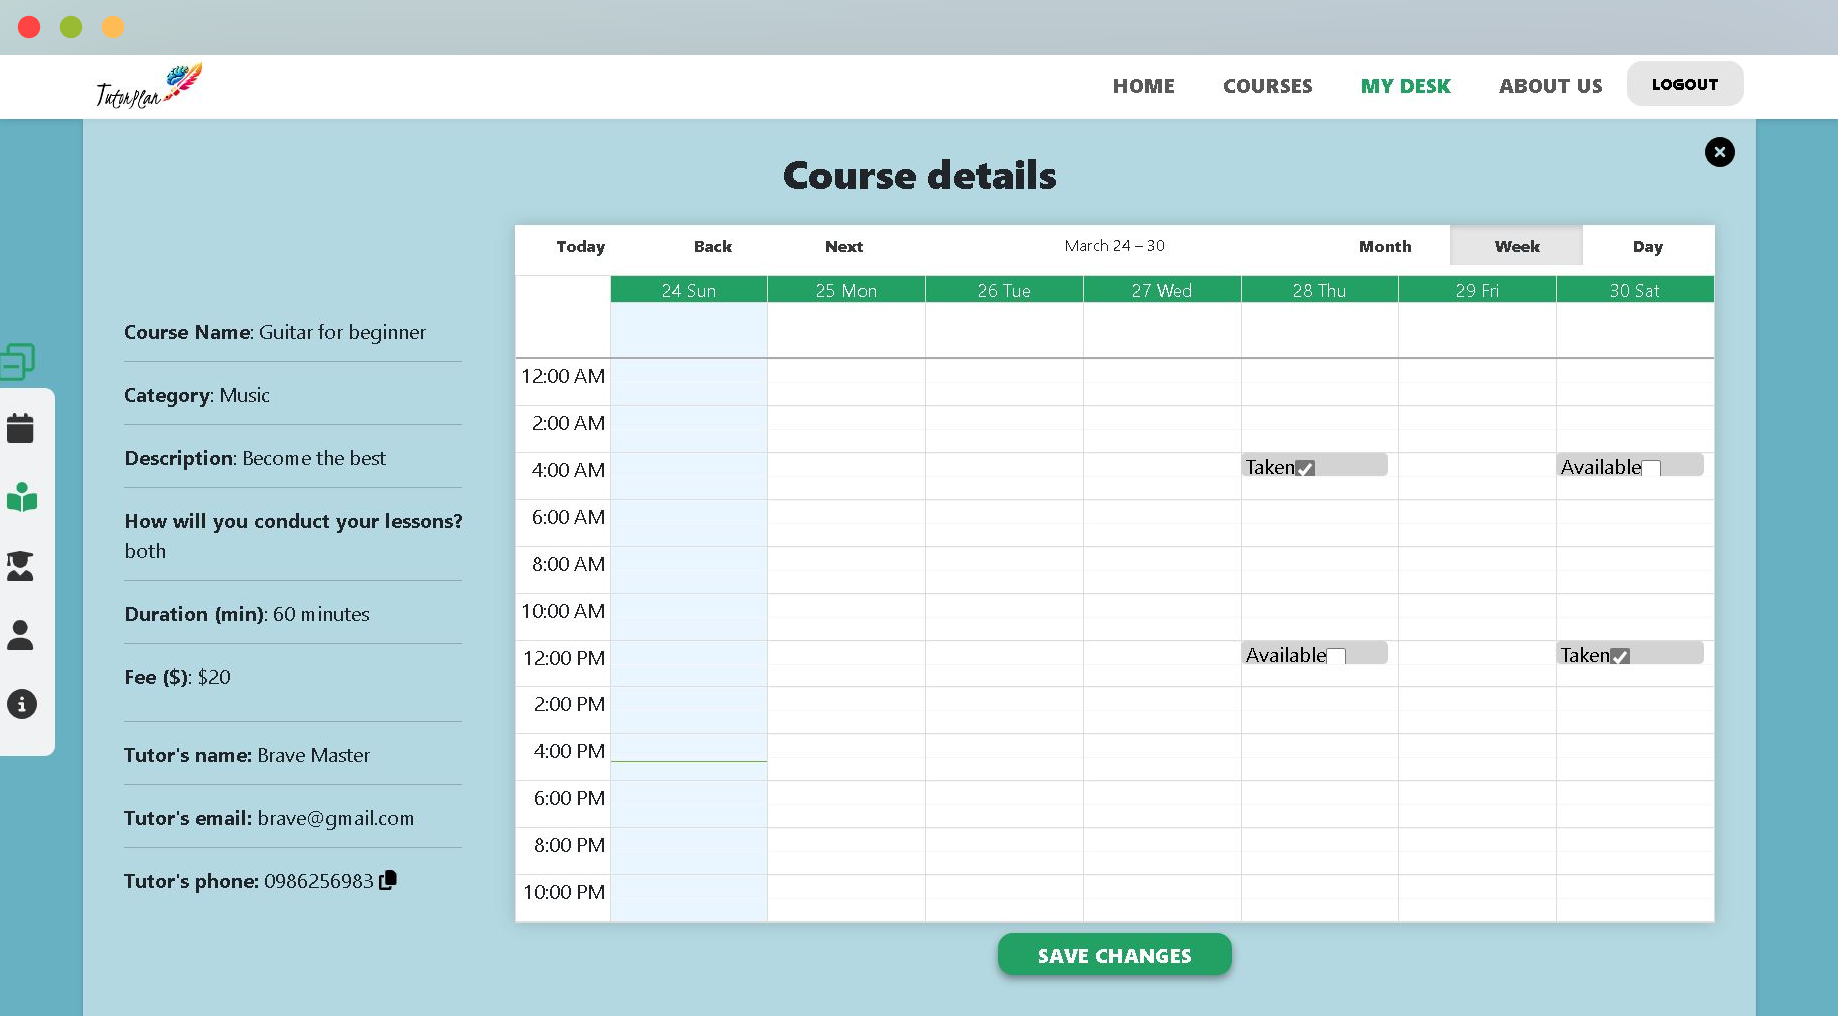 TutorPlan
HOME COURSES MY DESK ABOUT US LOGOUT
Course details
Today Back Next March 24 – 30 Month Week Day
24 Sun 25 Mon 26 Tue 27 Wed 28 Thu 29 Fri 30 Sat
Course Name: Guitar for beginner
Category: Music
Description: Become the best
How will you conduct your lessons?
both
Duration (min): 60 minutes
Fee ($): $20
Tutor's name: Brave Master
Tutor's email: brave@gmail.com
Tutor's phone: 0986256983
12:00 AM
2:00 AM
4:00 AM Taken Available
6:00 AM
8:00 AM
10:00 AM
12:00 PM Available Taken
2:00 PM
4:00 PM
6:00 PM
8:00 PM
10:00 PM
SAVE CHANGES